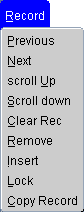 Record
Previous
Next
scroll Up
Scroll down
Clear Rec
Remove
Insert
Lock
Copy Record